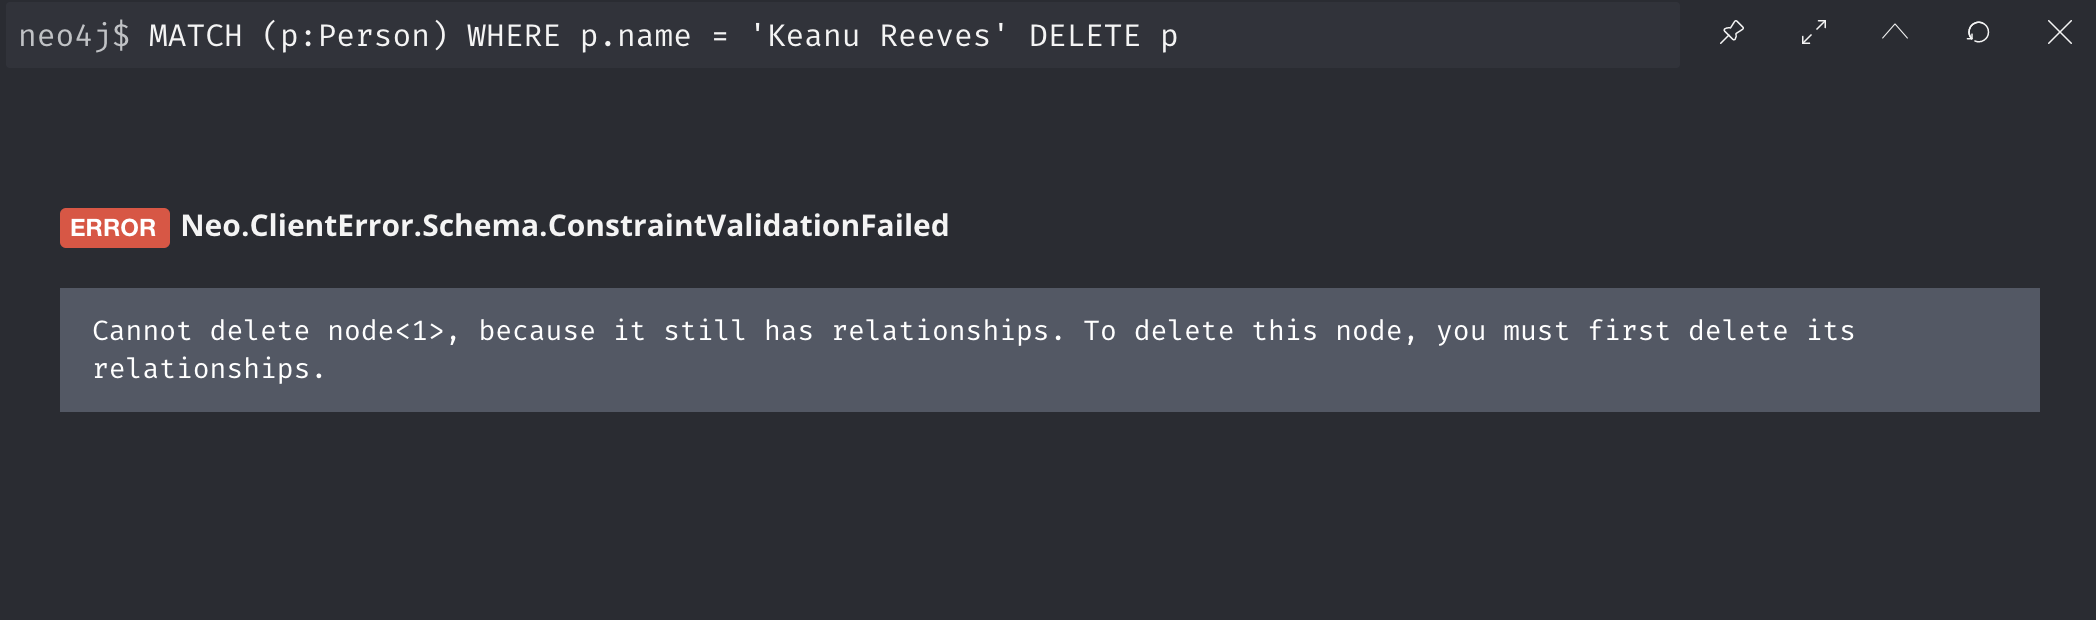 neo4j$ MATCH (p:Person) WHERE p.name = 'Keanu Reeves' DELETE p
ERROR Neo.ClientError.Schema.ConstraintValidationFailed
Cannot delete node<1>, because it still has relationships. To delete this node, you must first delete its
relationships.